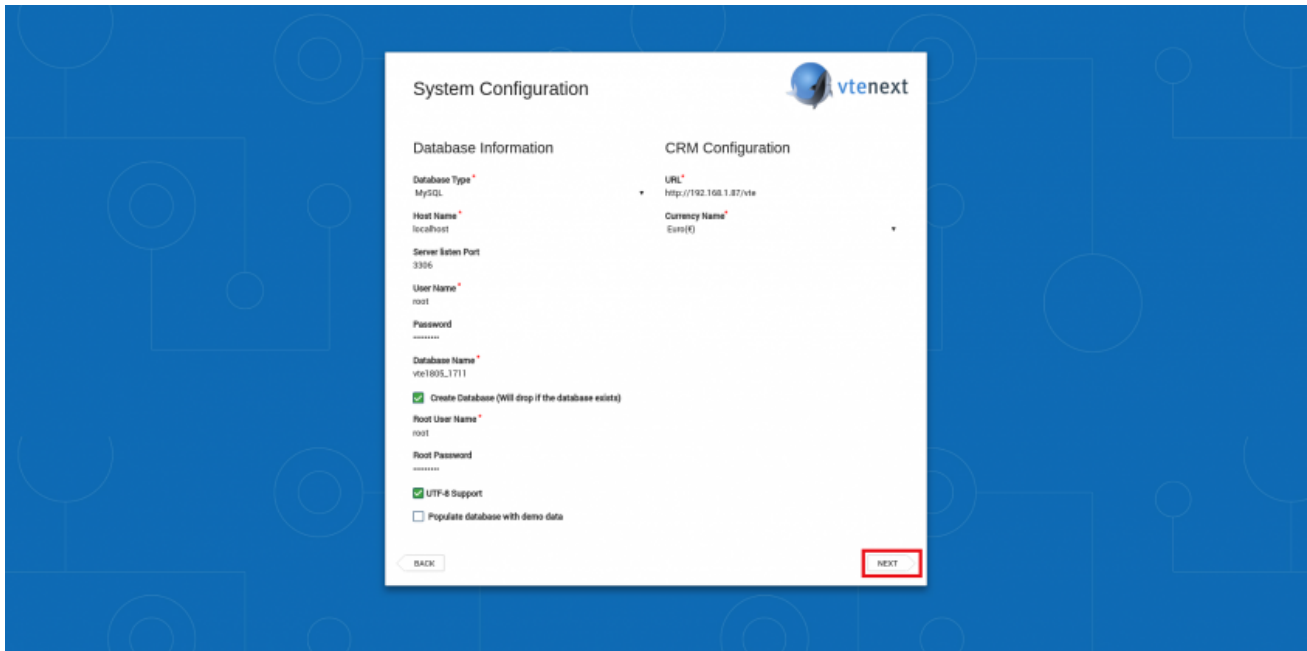 System Configuration
vtenext
Database Information
Database Type *
MySQL
Host Name *
localhost
Server listen Port
3306
User Name *
root
Password
••••••••
Database Name *
vte1805_1711
Create Database (Will drop if the database exists)
Root User Name *
root
Root Password
••••••••
UTF-8 Support
Populate database with demo data
CRM Configuration
URL*
http://192.168.1.87/vte
Currency Name*
Euro(€)
BACK
NEXT